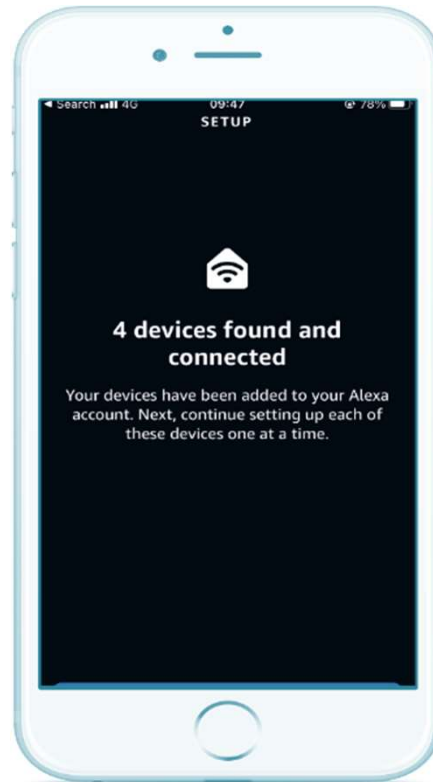 ◀ Search 4G 09:47 78%
SETUP
4 devices found and
connected
Your devices have been added to your Alexa
account. Next, continue setting up each of
these devices one at a time.